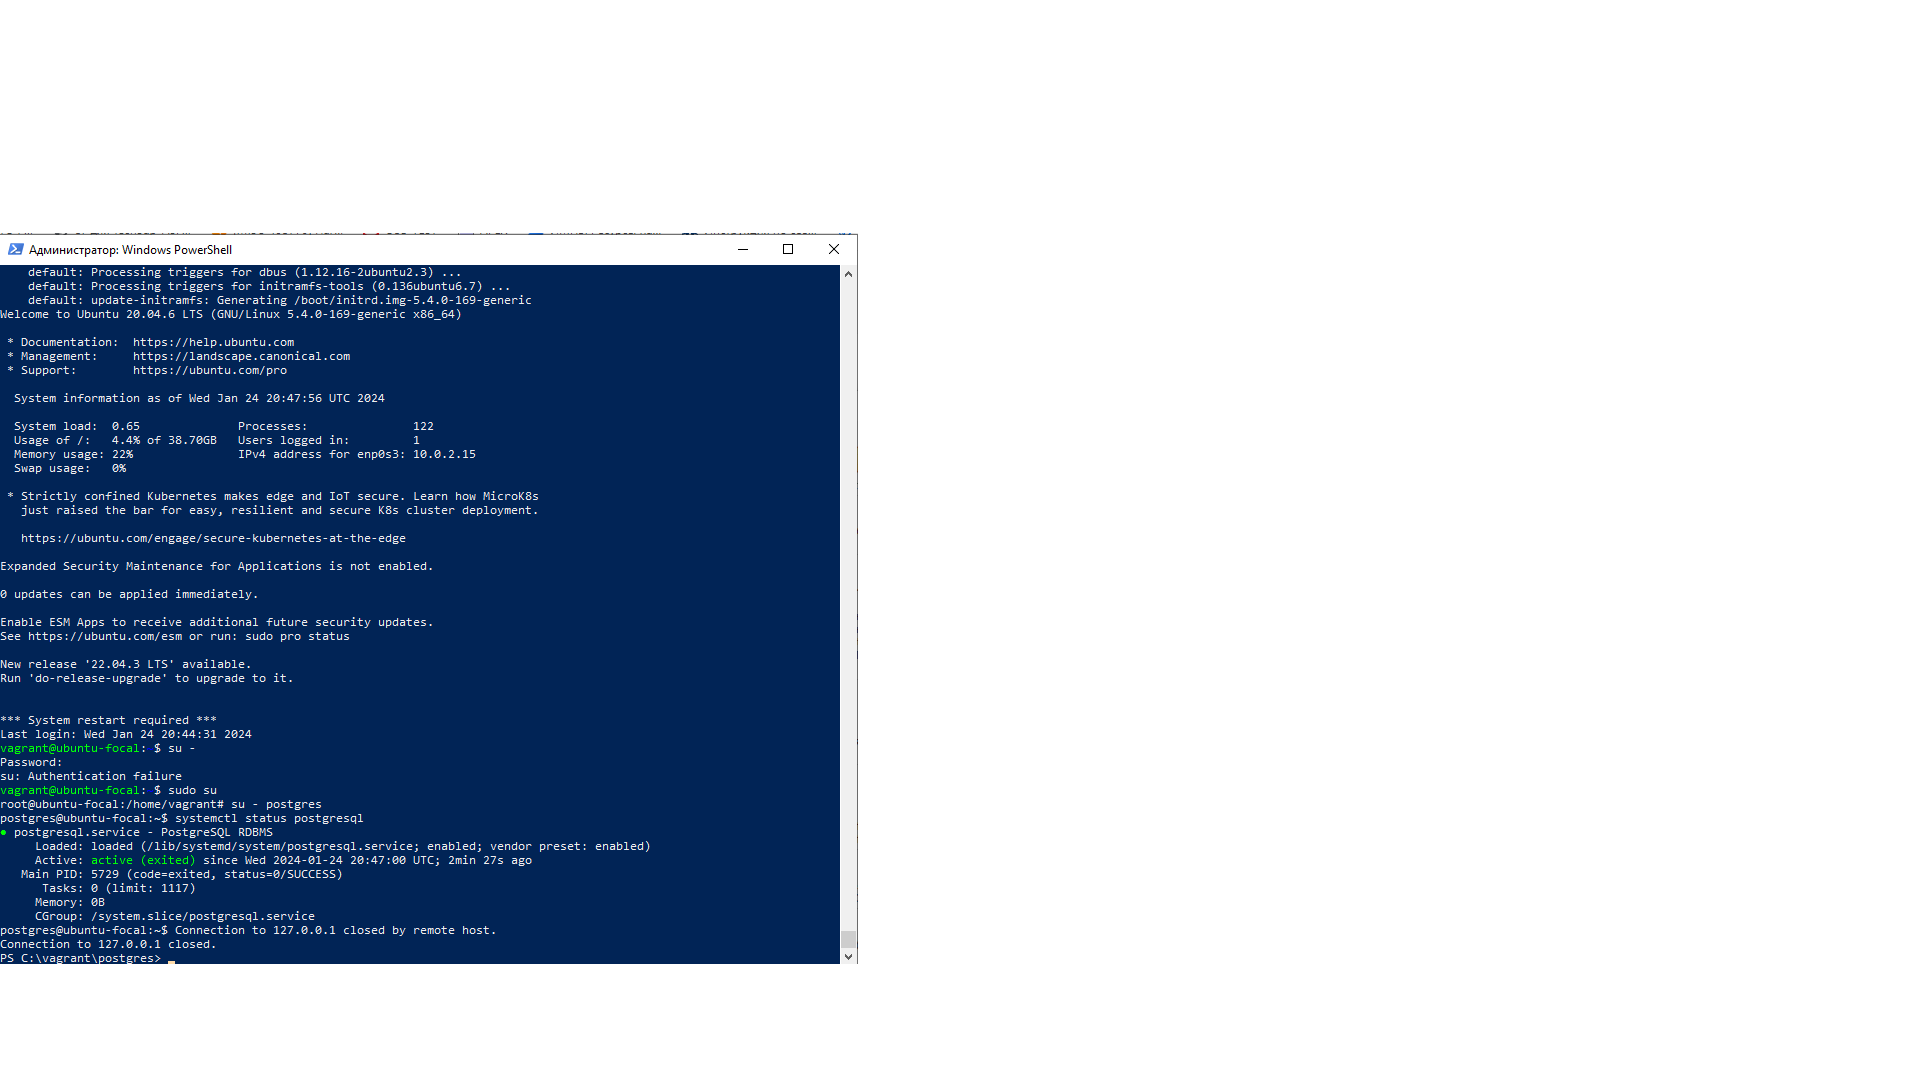 Администратор: Windows PowerShell
default: Processing triggers for dbus (1.12.16-2ubuntu2.3) ...
default: Processing triggers for initramfs-tools (0.136ubuntu6.7) ...
default: update-initramfs: Generating /boot/initrd.img-5.4.0-169-generic
Welcome to Ubuntu 20.04.6 LTS (GNU/Linux 5.4.0-169-generic x86_64)
* Documentation: https://help.ubuntu.com
* Management: https://landscape.canonical.com
* Support: https://ubuntu.com/pro
System information as of Wed Jan 24 20:47:56 UTC 2024
System load: 0.65 Processes: 122
Usage of /: 4.4% of 38.70GB Users logged in: 1
Memory usage: 22% IPv4 address for enp0s3: 10.0.2.15
Swap usage: 0%
* Strictly confined Kubernetes makes edge and IoT secure. Learn how MicroK8s
just raised the bar for easy, resilient and secure K8s cluster deployment.
https://ubuntu.com/engage/secure-kubernetes-at-the-edge
Expanded Security Maintenance for Applications is not enabled.
0 updates can be applied immediately.
Enable ESM Apps to receive additional future security updates.
See https://ubuntu.com/esm or run: sudo pro status
New release '22.04.3 LTS' available.
Run 'do-release-upgrade' to upgrade to it.
*** System restart required ***
Last login: Wed Jan 24 20:44:31 2024
vagrant@ubuntu-focal: $ su -
Password:
su: Authentication failure
vagrant@ubuntu-focal: $ sudo su
root@ubuntu-focal:/home/vagrant# su - postgres
postgres@ubuntu-focal:~$ systemctl status postgresql
● postgresql.service - PostgreSQL RDBMS
Loaded: loaded (/lib/systemd/system/postgresql.service; enabled; vendor preset: enabled)
Active: active (exited) since Wed 2024-01-24 20:47:00 UTC; 2min 27s ago
Main PID: 5729 (code=exited, status=0/SUCCESS)
Tasks: 0 (limit: 1117)
Memory: 0B
CGroup: /system.slice/postgresql.service
postgres@ubuntu-focal:~$ Connection to 127.0.0.1 closed by remote host.
Connection to 127.0.0.1 closed.
PS C:\vagrant\postgres>